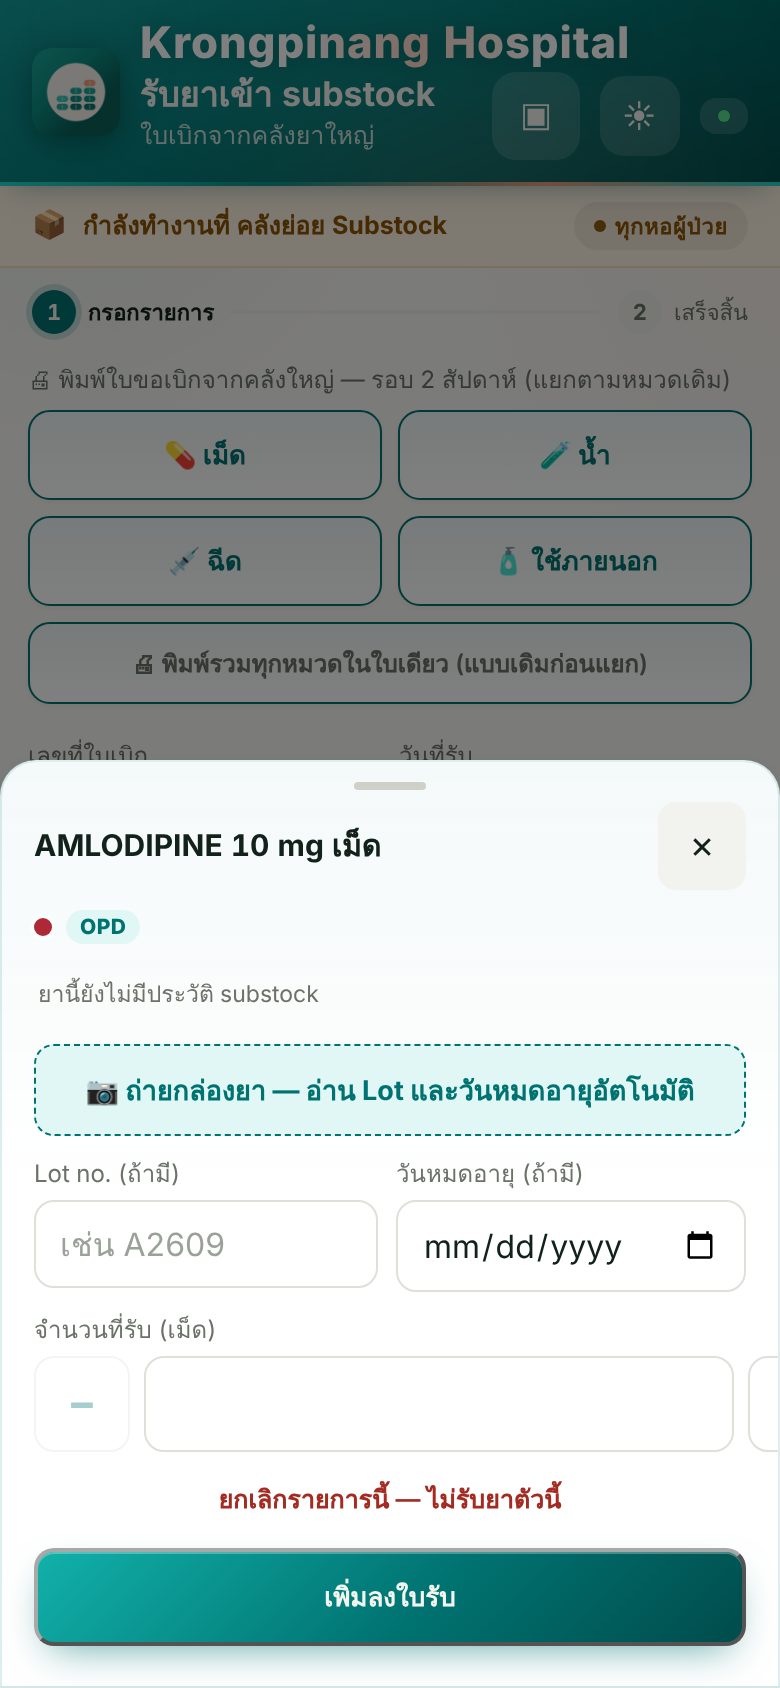 Krongpinang Hospital
รับยาเข้า substock
ใบเบิกจากคลังยาใหญ่
📦 กำลังทำงานที่ คลังย่อย Substock
ทุกหอผู้ป่วย
1 กรอกรายการ
2 เสร็จสิ้น
🖨 พิมพ์ใบขอเบิกจากคลังใหญ่ — รอบ 2 สัปดาห์ (แยกตามหมวดเดิม)
💊 เม็ด
🧪 น้ำ
💉 ฉีด
🧴 ใช้ภายนอก
🖨 พิมพ์รวมทุกหมวดในใบเดียว (แบบเดิมก่อนแยก)
เลขที่ใบเบิก
วันที่รับ
AMLODIPINE 10 mg เม็ด
×
OPD
ยานี้ยังไม่มีประวัติ substock
📷 ถ่ายกล่องยา — อ่าน Lot และวันหมดอายุอัตโนมัติ
Lot no. (ถ้ามี)
วันหมดอายุ (ถ้ามี)
เช่น A2609
mm/dd/yyyy
จำนวนที่รับ (เม็ด)
−
ยกเลิกรายการนี้ — ไม่รับยาตัวนี้
เพิ่มลงใบรับ